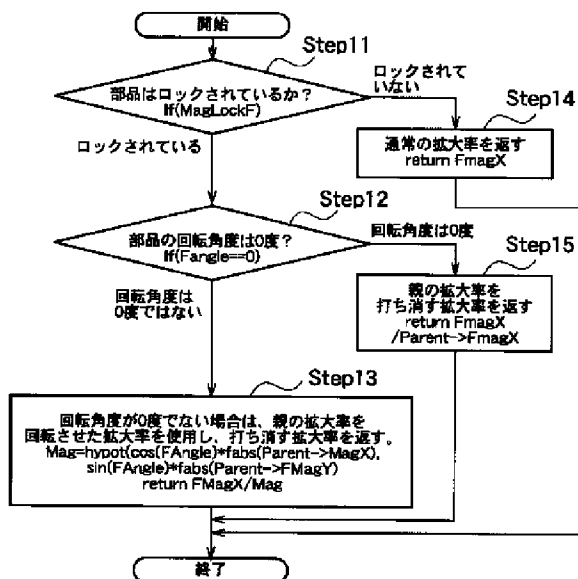 開始
Step11
部品はロックされているか？
If(MagLockF)
ロックされて
いない
Step14
通常の拡大率を返す
return FmagX
ロックされている
Step12
部品の回転角度は0度？
If(Fangle==0)
回転角度は0度
Step15
親の拡大率を
打ち消す拡大率を返す
return FmagX
/Parent->FmagX
回転角度は
0度ではない
Step13
回転角度が0度でない場合は、親の拡大率を
回転させた拡大率を使用し、打ち消す拡大率を返す。
Mag=hypot(cos(FAngle)*fabs(Parent->MagX),
sin(FAngle)*fabs(Parent->FMagY)
return FMagX/Mag
終了